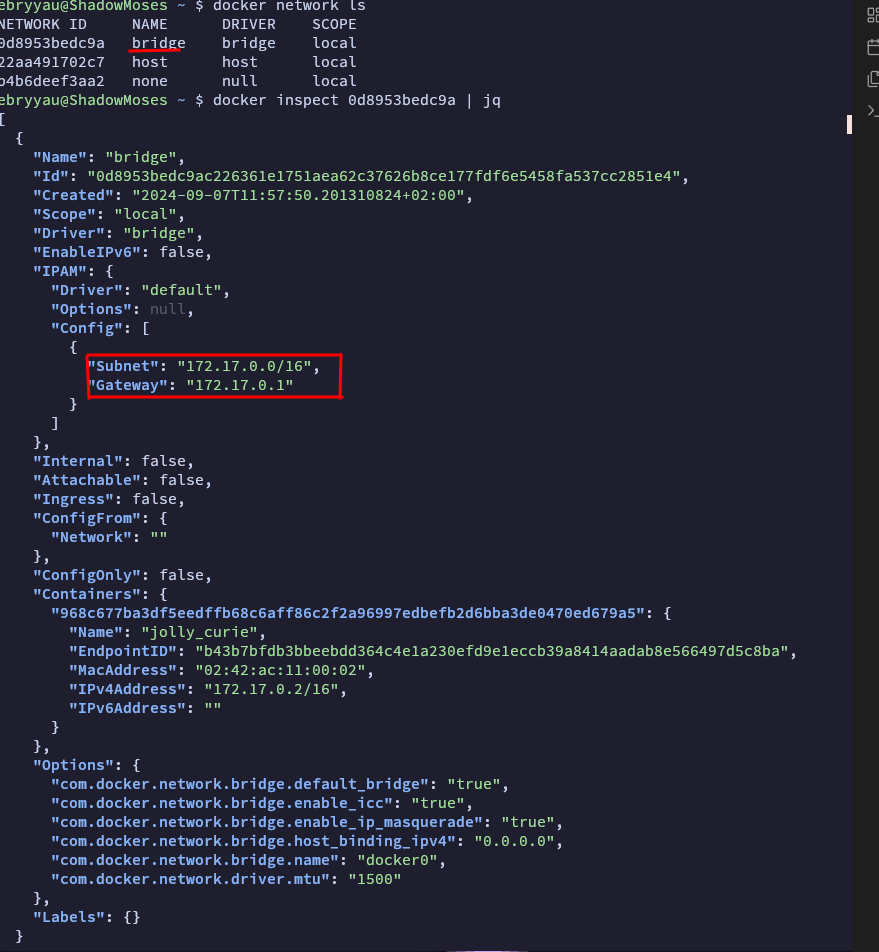 ebryyau@ShadowMoses ~ $ docker network ls
NETWORK ID     NAME      DRIVER    SCOPE
0d8953bedc9a   bridge    bridge    local
22aa491702c7   host      host      local
b4b6deef3aa2   none      null      local
ebryyau@ShadowMoses ~ $ docker inspect 0d8953bedc9a | jq
[
  {
    "Name": "bridge",
    "Id": "0d8953bedc9ac226361e1751aea62c37626b8ce177fdf6e5458fa537cc2851e4",
    "Created": "2024-09-07T11:57:50.201310824+02:00",
    "Scope": "local",
    "Driver": "bridge",
    "EnableIPv6": false,
    "IPAM": {
      "Driver": "default",
      "Options": null,
      "Config": [
        {
          "Subnet": "172.17.0.0/16",
          "Gateway": "172.17.0.1"
        }
      ]
    },
    "Internal": false,
    "Attachable": false,
    "Ingress": false,
    "ConfigFrom": {
      "Network": ""
    },
    "ConfigOnly": false,
    "Containers": {
      "968c677ba3df5eedffb68c6aff86c2f2a96997edbefb2d6bba3de0470ed679a5": {
        "Name": "jolly_curie",
        "EndpointID": "b43b7bfdb3bbeebdd364c4e1a230efd9e1eccb39a8414aadab8e566497d5c8ba",
        "MacAddress": "02:42:ac:11:00:02",
        "IPv4Address": "172.17.0.2/16",
        "IPv6Address": ""
      }
    },
    "Options": {
      "com.docker.network.bridge.default_bridge": "true",
      "com.docker.network.bridge.enable_icc": "true",
      "com.docker.network.bridge.enable_ip_masquerade": "true",
      "com.docker.network.bridge.host_binding_ipv4": "0.0.0.0",
      "com.docker.network.bridge.name": "docker0",
      "com.docker.network.driver.mtu": "1500"
    },
    "Labels": {}
  }